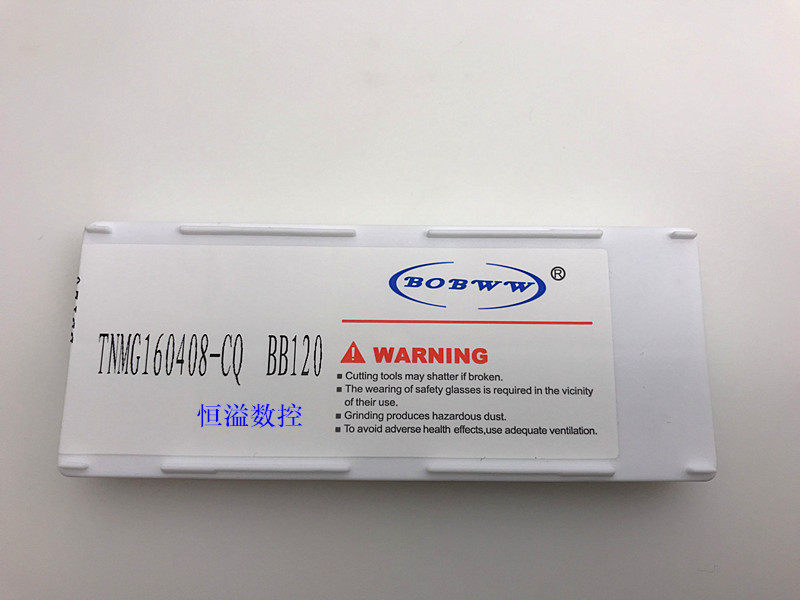 BOBWW®
TNMG160408-CQ BB120
WARNING
■ Cutting tools may shatter if broken.
■ The wearing of safety glasses is required in the vicinity
of their use.
■ Grinding produces hazardous dust.
■ To avoid adverse health effects,use adequate ventilation.
恒溢数控
BB120